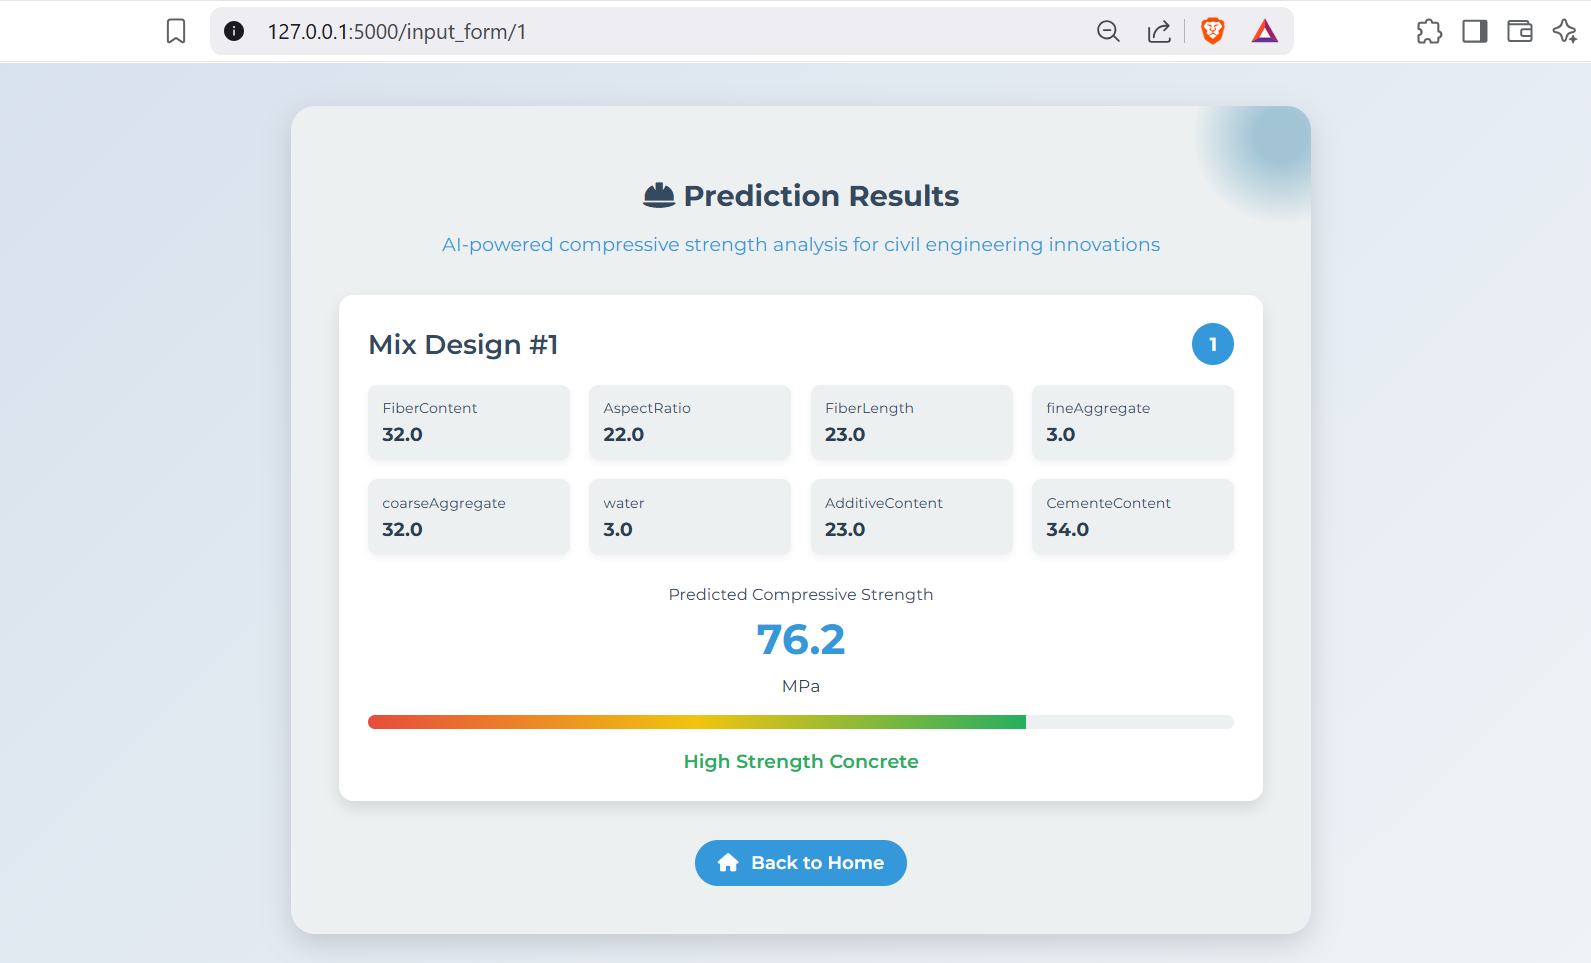 127.0.0.1:5000/input_form/1
Prediction Results
AI-powered compressive strength analysis for civil engineering innovations
Mix Design #1
1
FiberContent
32.0
AspectRatio
22.0
FiberLength
23.0
fineAggregate
3.0
coarseAggregate
32.0
water
3.0
AdditiveContent
23.0
CementeContent
34.0
Predicted Compressive Strength
76.2
MPa
High Strength Concrete
Back to Home